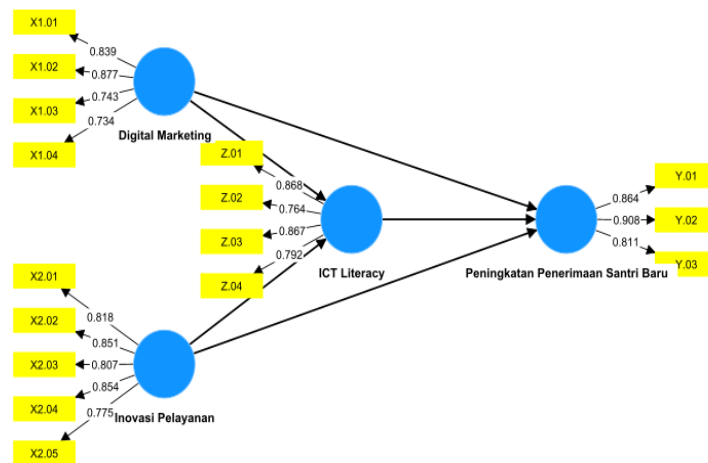 X1.01
0.839
X1.02
0.877
X1.03
0.743
X1.04
0.734
Digital Marketing
Z.01
0.868
Z.02
0.764
Z.03
0.867
Z.04
0.792
ICT Literacy
X2.01
0.818
X2.02
0.851
X2.03
0.807
X2.04
0.854
X2.05
0.775
Inovasi Pelayanan
Y.01
0.864
Y.02
0.908
Y.03
0.811
Peningkatan Penerimaan Santri Baru